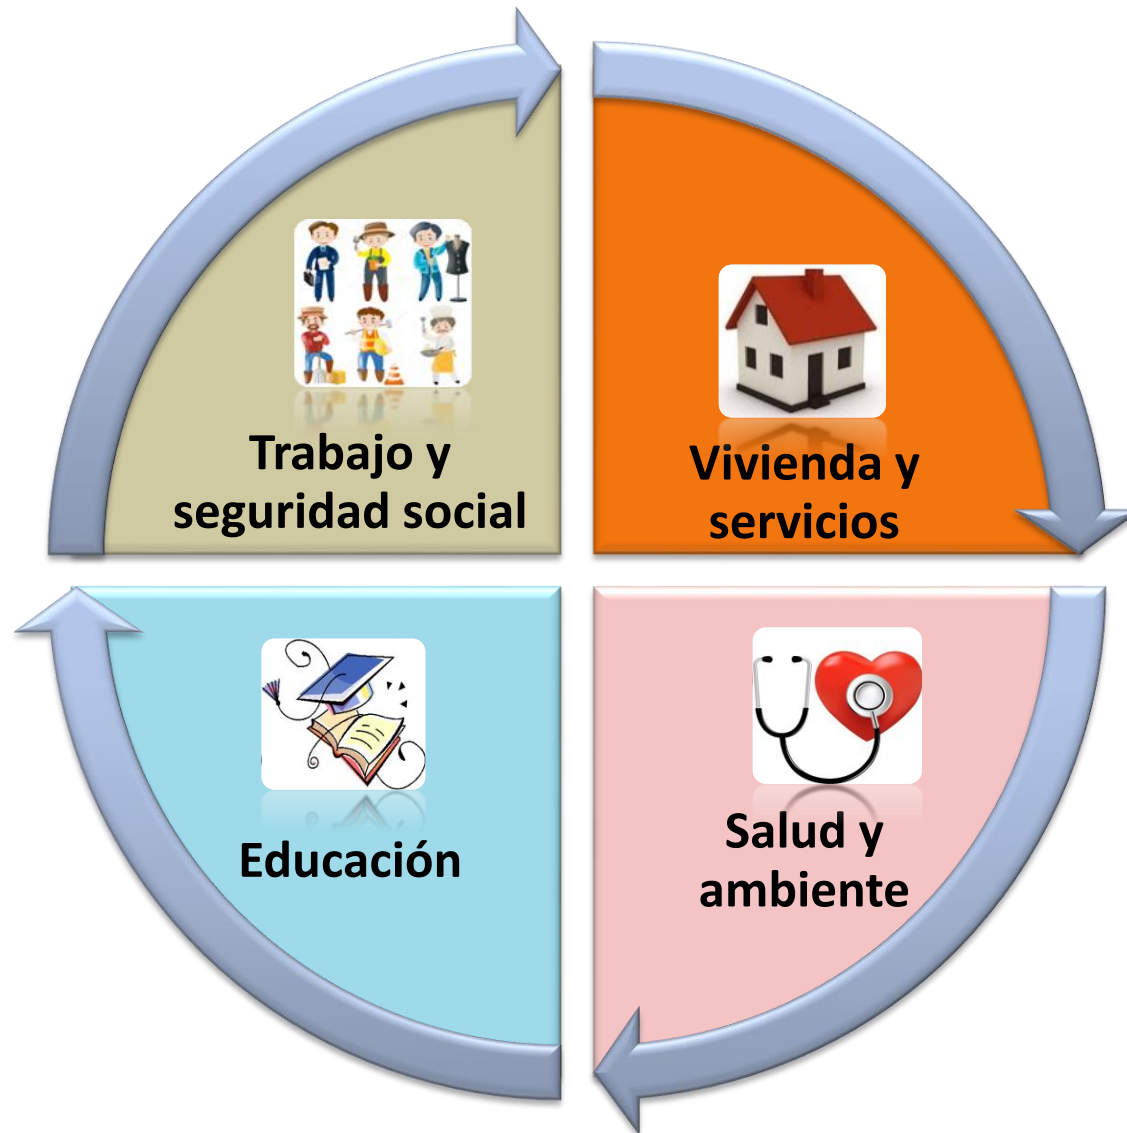 Trabajo y
seguridad social
Vivienda y
servicios
Educación
Salud y
ambiente